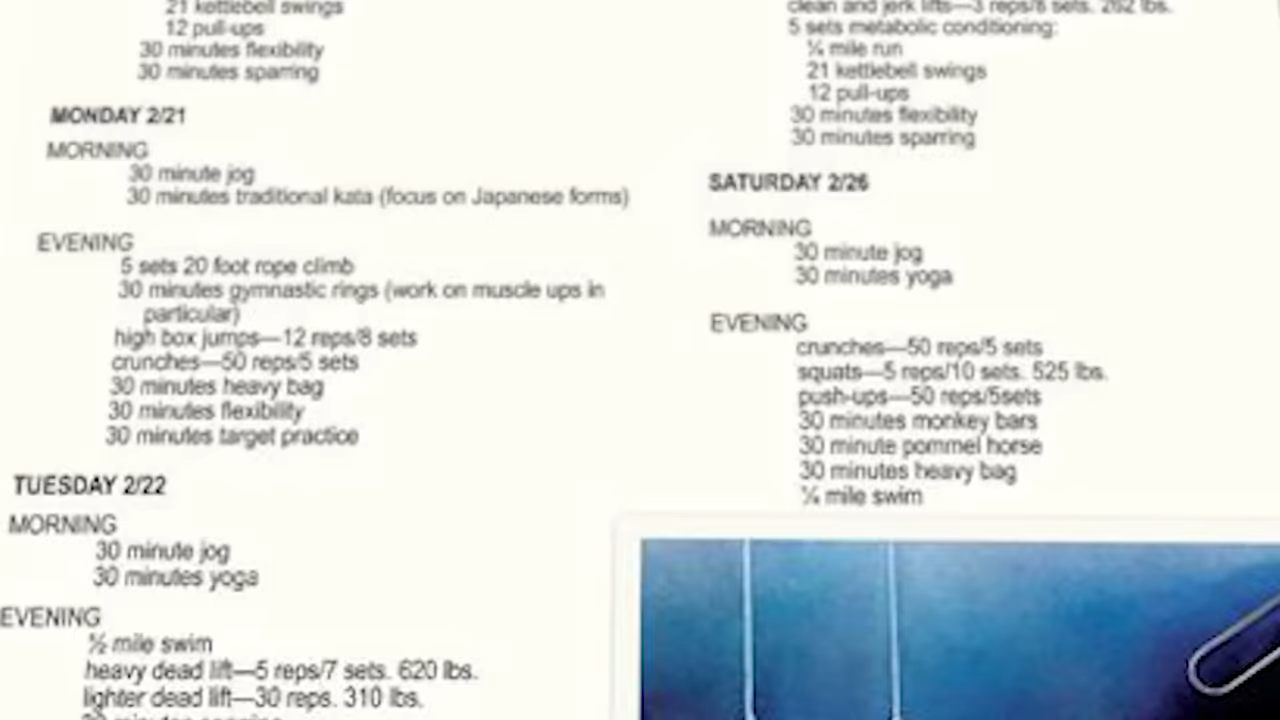 21 kettlebell swings
12 pull-ups
30 minutes flexibility
30 minutes sparring
MONDAY 2/21
MORNING
30 minute jog
30 minutes traditional kata (focus on Japanese forms)
EVENING
5 sets 20 foot rope climb
30 minutes gymnastic rings (work on muscle ups in
particular)
high box jumps—12 reps/8 sets
crunches—50 reps/5 sets
30 minutes heavy bag
30 minutes flexibility
30 minutes target practice
TUESDAY 2/22
MORNING
30 minute jog
30 minutes yoga
EVENING
½ mile swim
heavy dead lift—5 reps/7 sets. 620 lbs.
lighter dead lift—30 reps. 310 lbs.
clean and jerk lifts—3 reps/8 sets. 262 lbs.
5 sets metabolic conditioning:
¼ mile run
21 kettlebell swings
12 pull-ups
30 minutes flexibility
30 minutes sparring
SATURDAY 2/26
MORNING
30 minute jog
30 minutes yoga
EVENING
crunches—50 reps/5 sets
squats—5 reps/10 sets. 525 lbs.
push-ups—50 reps/5sets
30 minutes monkey bars
30 minute pommel horse
30 minutes heavy bag
¼ mile swim